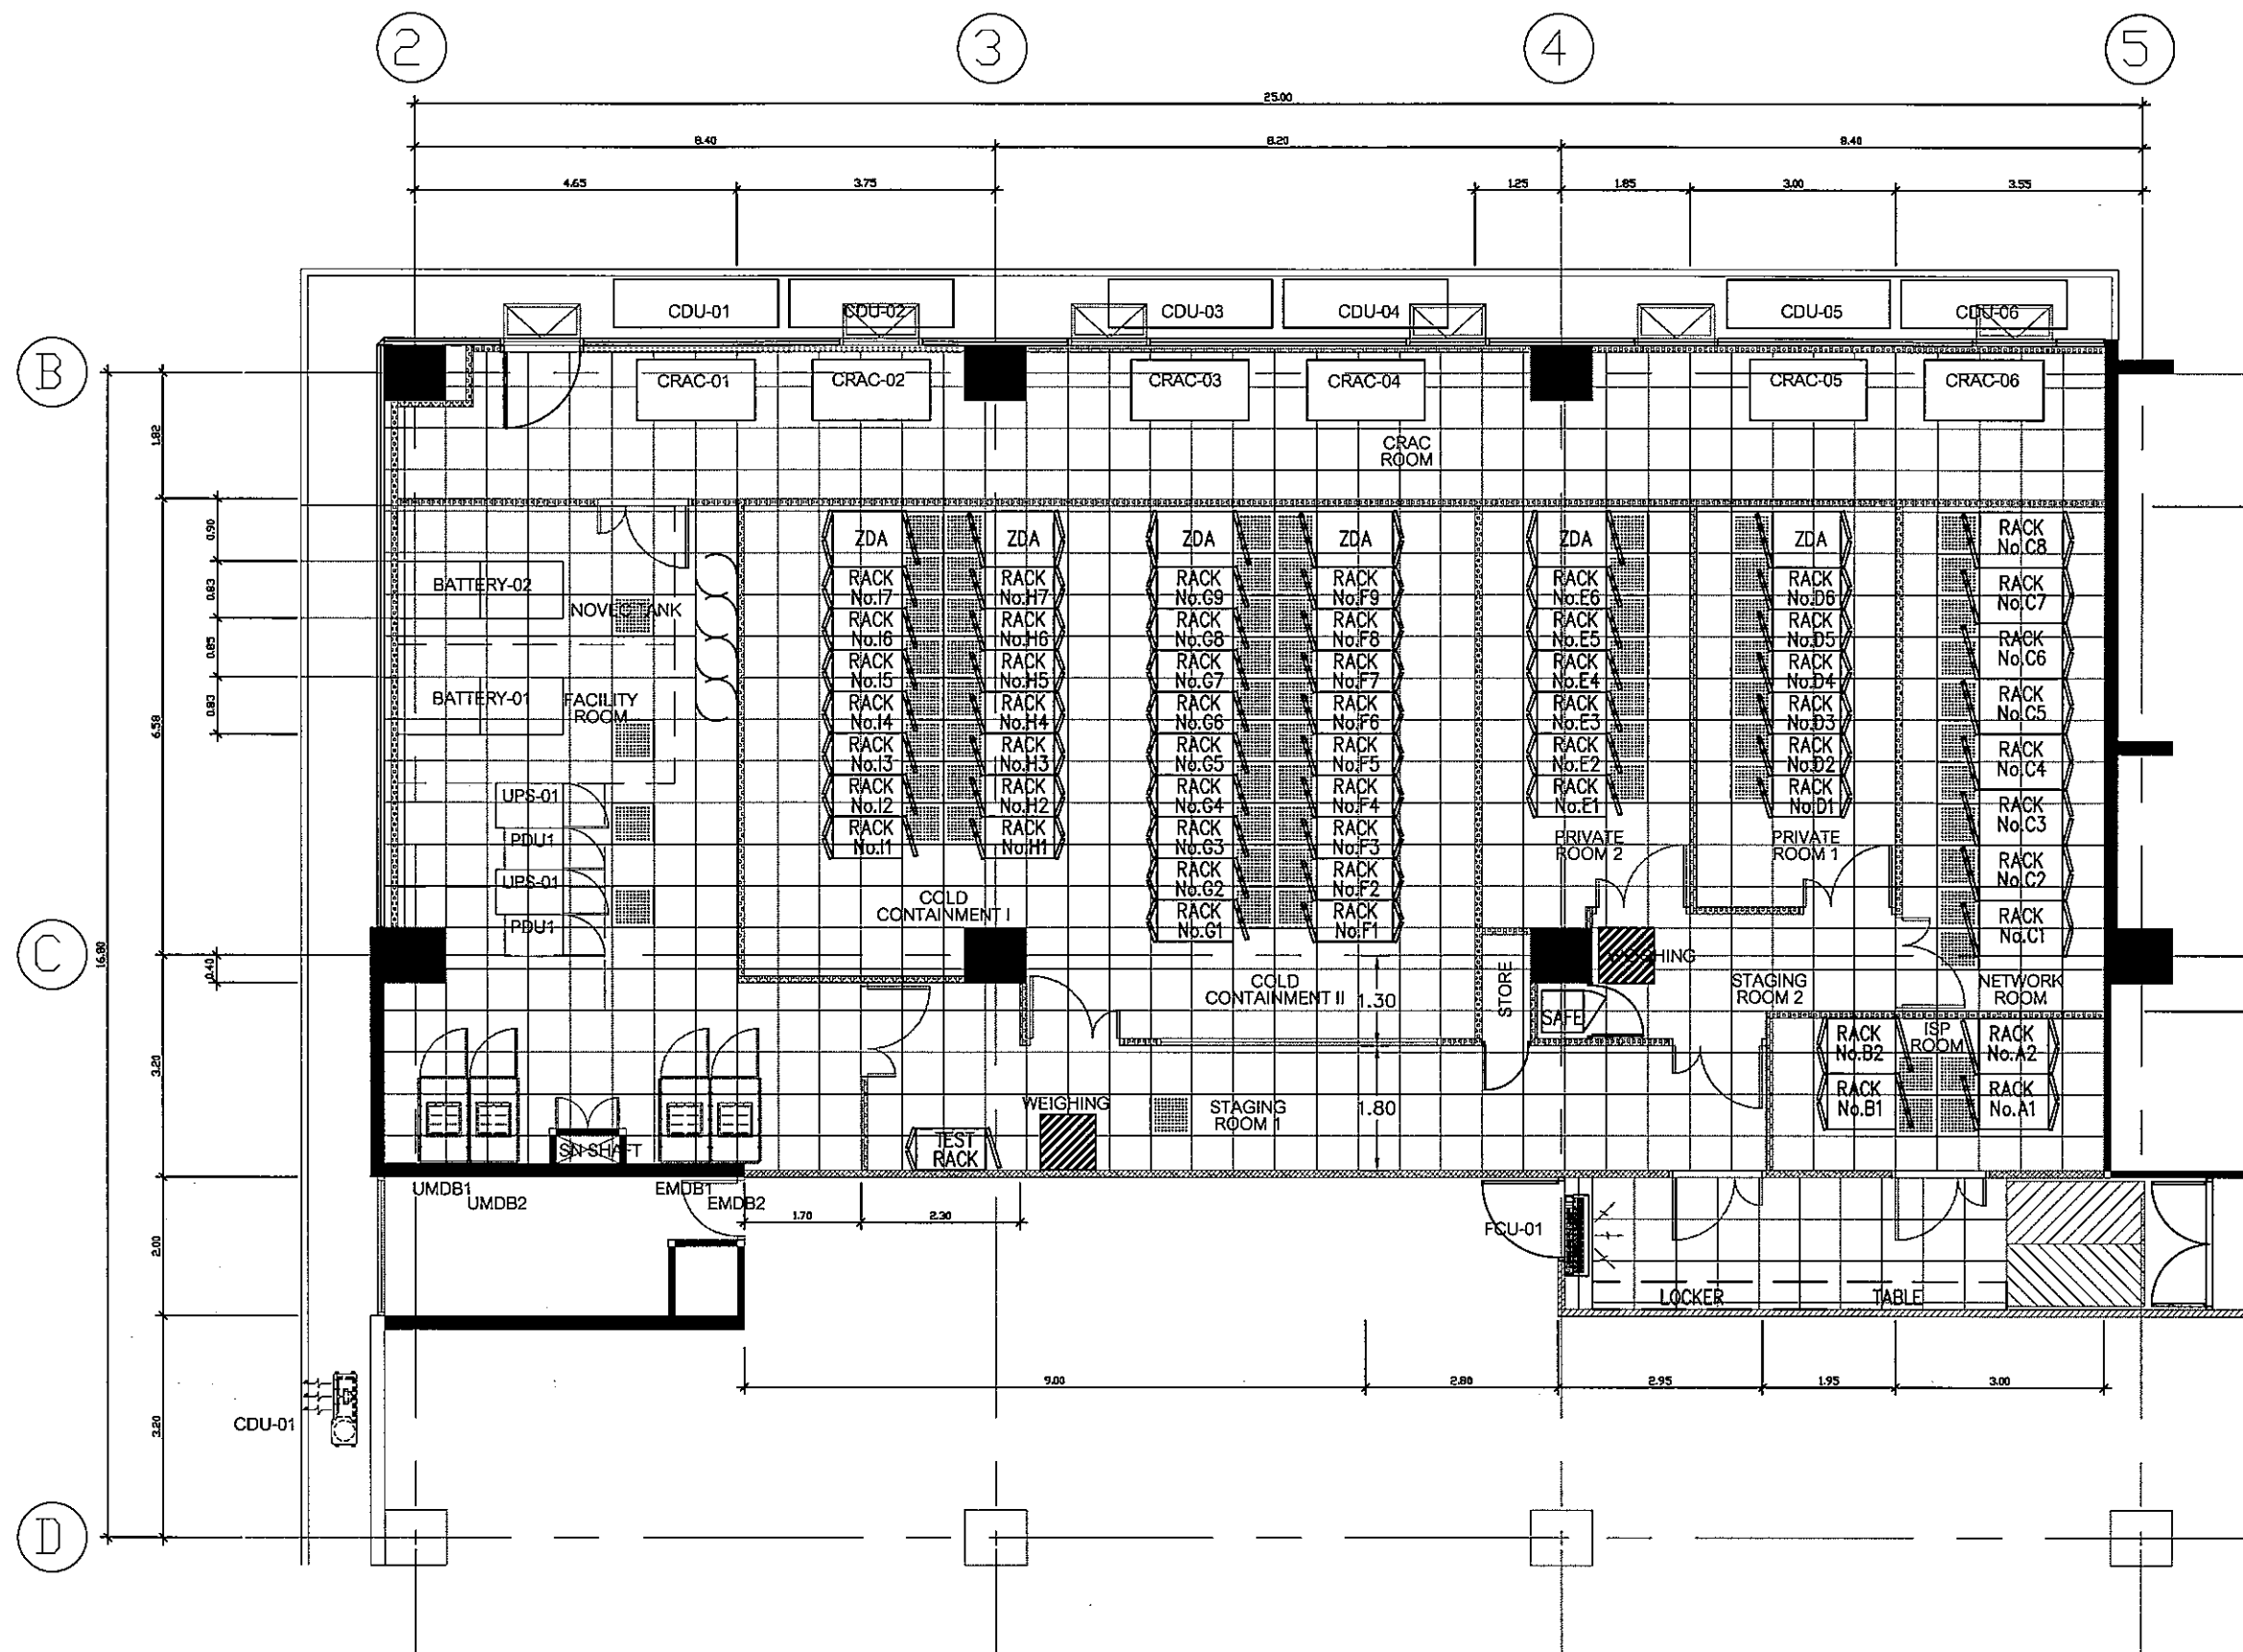 2
3
4
5
25.00
8.40
8.20
8.40
4.65
3.75
1.25
1.85
3.00
3.55
CDU-01
CDU-02
CDU-03
CDU-04
CDU-05
CDU-06
B
CRAC-01
CRAC-02
CRAC-03
CRAC-04
CRAC-05
CRAC-06
CRAC
ROOM
1.82
0.90
0.83
0.85
0.83
6.58
16.80
0.40
3.20
2.00
3.20
BATTERY-02
NOVEC TANK
BATTERY-01
FACILITY
ROOM
UPS-01
PDU1
UPS-01
PDU1
ZDA
RACK
No.I7
RACK
No.I6
RACK
No.I5
RACK
No.I4
RACK
No.I3
RACK
No.I2
RACK
No.I1
ZDA
RACK
No.H7
RACK
No.H6
RACK
No.H5
RACK
No.H4
RACK
No.H3
RACK
No.H2
RACK
No.H1
COLD
CONTAINMENT I
ZDA
RACK
No.G9
RACK
No.G8
RACK
No.G7
RACK
No.G6
RACK
No.G5
RACK
No.G4
RACK
No.G3
RACK
No.G2
RACK
No.G1
ZDA
RACK
No.F9
RACK
No.F8
RACK
No.F7
RACK
No.F6
RACK
No.F5
RACK
No.F4
RACK
No.F3
RACK
No.F2
RACK
No.F1
COLD
CONTAINMENT II
1.30
ZDA
RACK
No.E6
RACK
No.E5
RACK
No.E4
RACK
No.E3
RACK
No.E2
RACK
No.E1
PRIVATE
ROOM 2
ZDA
RACK
No.D6
RACK
No.D5
RACK
No.D4
RACK
No.D3
RACK
No.D2
RACK
No.D1
PRIVATE
ROOM 1
RACK
No.C8
RACK
No.C7
RACK
No.C6
RACK
No.C5
RACK
No.C4
RACK
No.C3
RACK
No.C2
RACK
No.C1
NETWORK
ROOM
C
STORE
SAFE
WEIGHING
STAGING
ROOM 2
RACK
No.B2
RACK
No.B1
ISP
ROOM
RACK
No.A2
RACK
No.A1
WEIGHING
STAGING
ROOM 1
1.80
TEST
RACK
SN SHAFT
UMDB1
UMDB2
EMDB1
EMDB2
1.70
2.30
FCU-01
LOCKER
TABLE
9.00
2.80
2.95
1.95
3.00
CDU-01
D